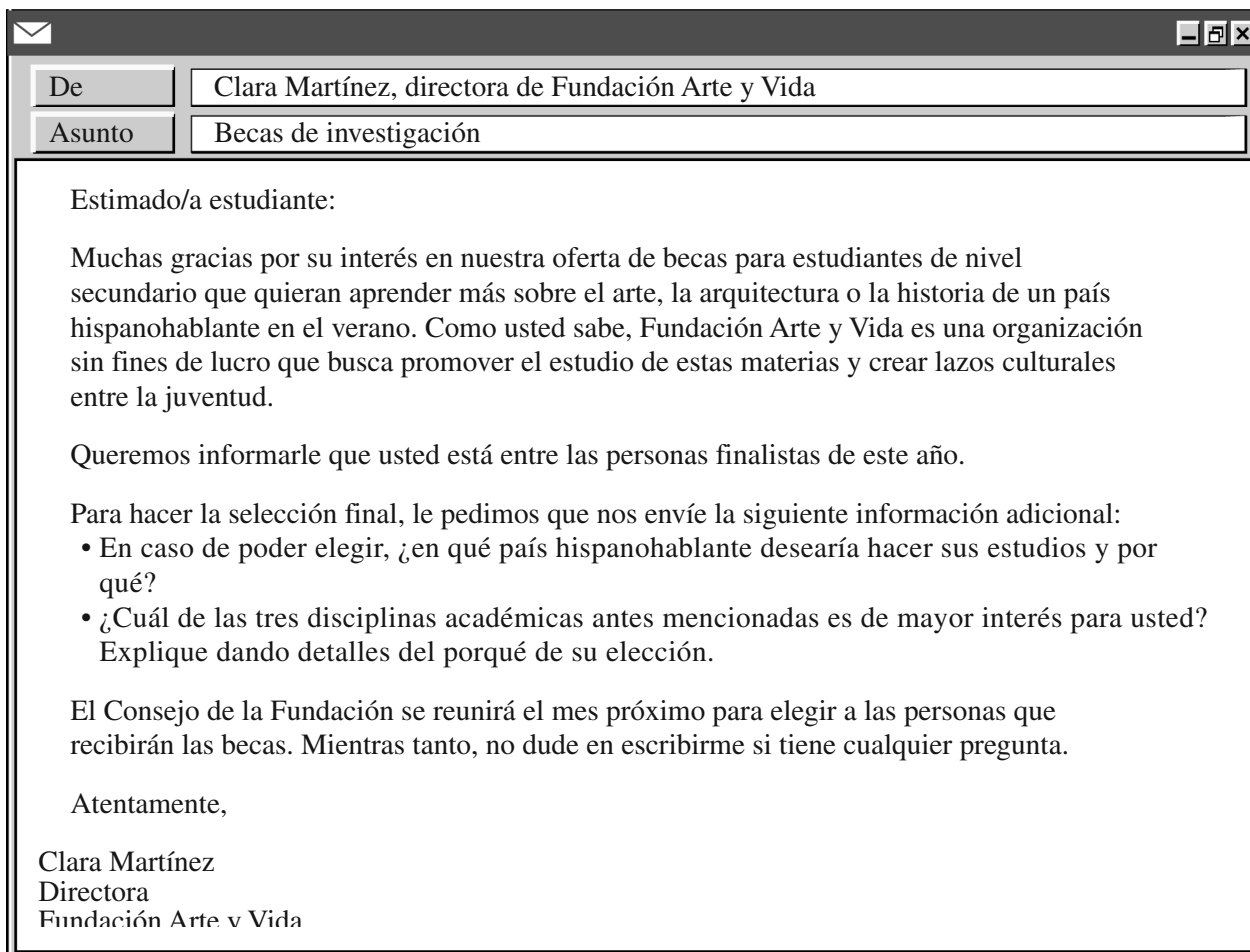 De
Clara Martínez, directora de Fundación Arte y Vida
Asunto
Becas de investigación
Estimado/a estudiante:
Muchas gracias por su interés en nuestra oferta de becas para estudiantes de nivel
secundario que quieran aprender más sobre el arte, la arquitectura o la historia de un país
hispanohablante en el verano. Como usted sabe, Fundación Arte y Vida es una organización
sin fines de lucro que busca promover el estudio de estas materias y crear lazos culturales
entre la juventud.
Queremos informarle que usted está entre las personas finalistas de este año.
Para hacer la selección final, le pedimos que nos envíe la siguiente información adicional:
• En caso de poder elegir, ¿en qué país hispanohablante desearía hacer sus estudios y por
qué?
• ¿Cuál de las tres disciplinas académicas antes mencionadas es de mayor interés para usted?
Explique dando detalles del porqué de su elección.
El Consejo de la Fundación se reunirá el mes próximo para elegir a las personas que
recibirán las becas. Mientras tanto, no dude en escribirme si tiene cualquier pregunta.
Atentamente,
Clara Martínez
Directora
Fundación Arte y Vida